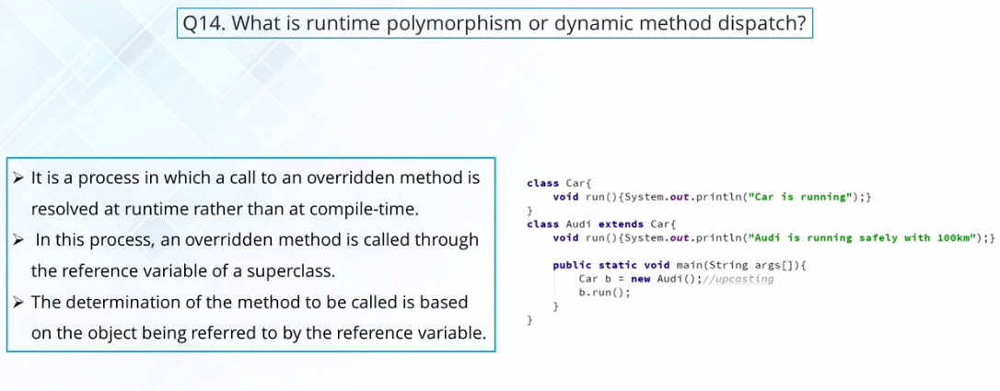 Q14. What is runtime polymorphism or dynamic method dispatch?
➢ It is a process in which a call to an overridden method is
resolved at runtime rather than at compile-time.
➢ In this process, an overridden method is called through
the reference variable of a superclass.
➢ The determination of the method to be called is based
on the object being referred to by the reference variable.
class Car{
    void run(){System.out.println("Car is running");}
}
class Audi extends Car{
    void run(){System.out.println("Audi is running safely with 100km");}
    public static void main(String args[]){
        Car b = new Audi();//upcasting
        b.run();
    }
}